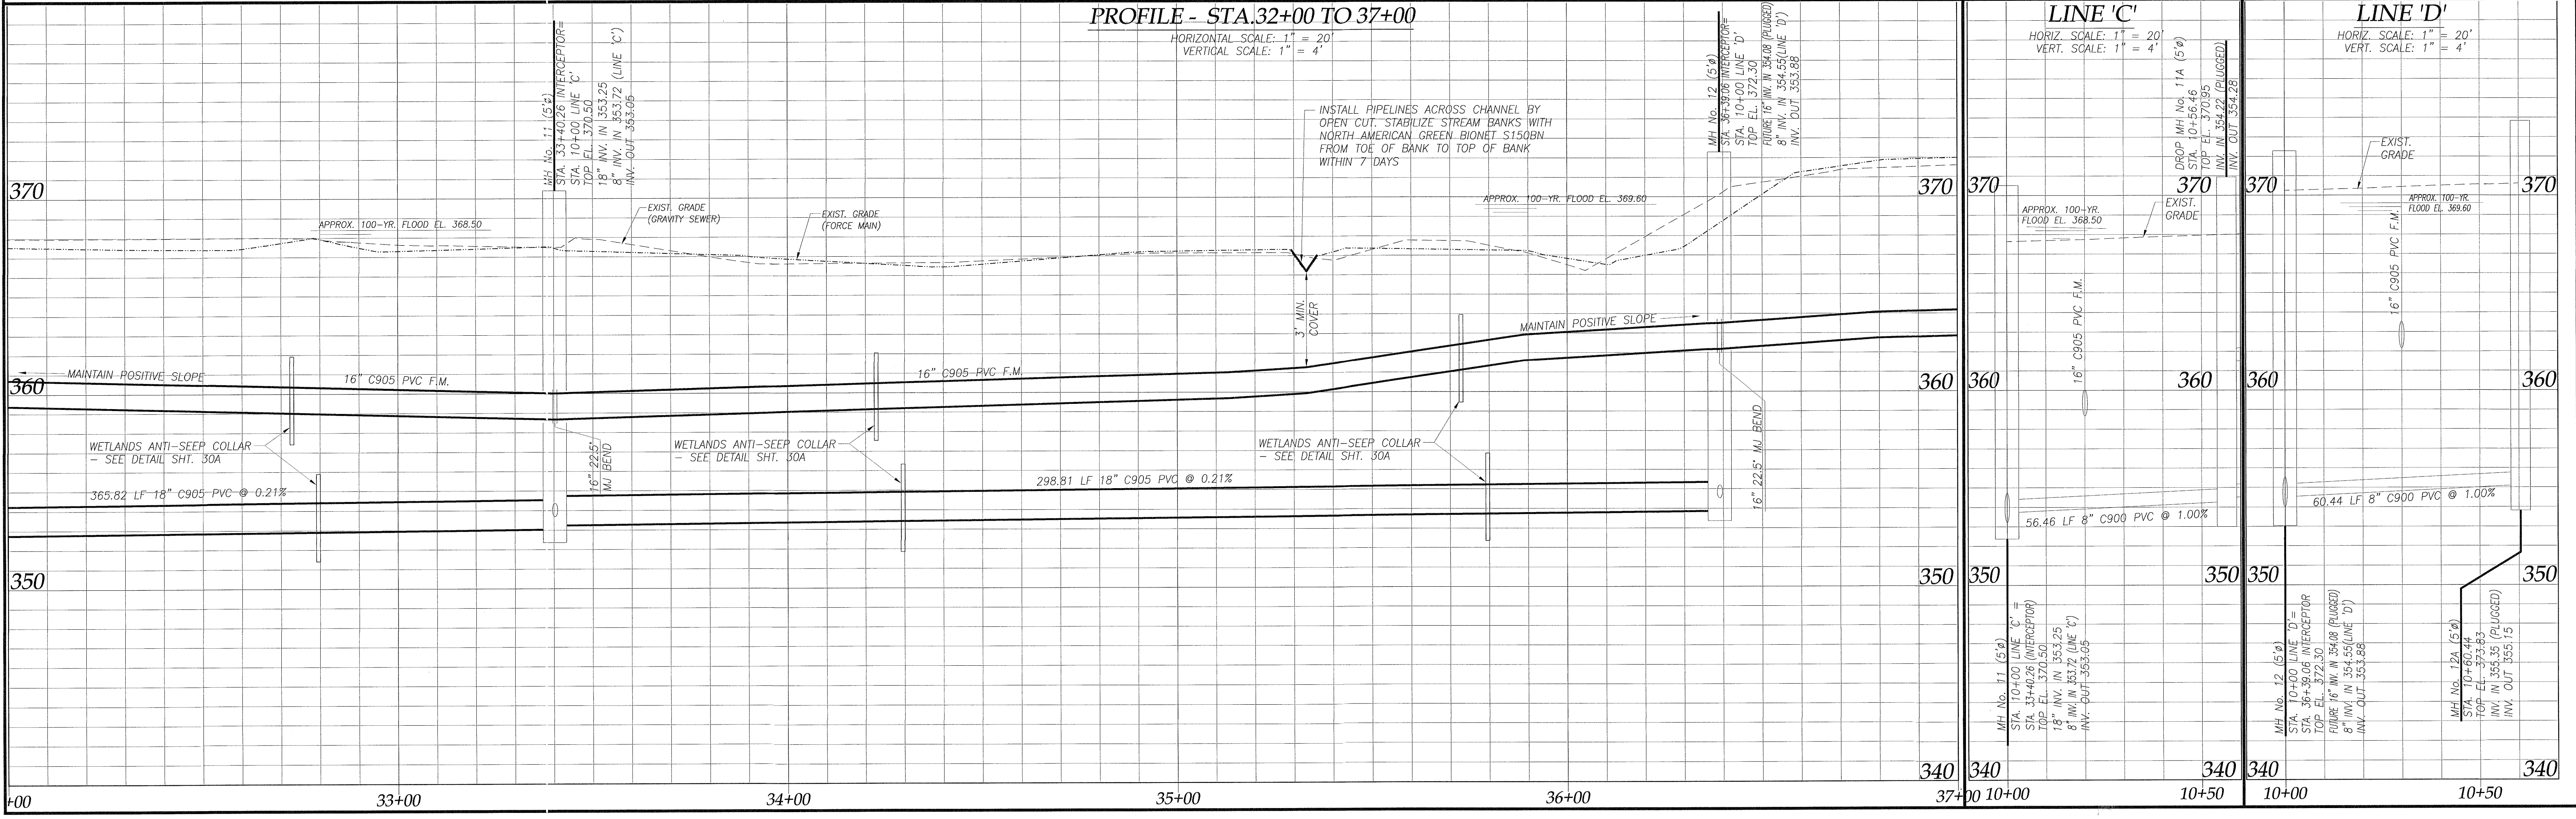 PROFILE - STA.32+00 TO 37+00
HORIZONTAL SCALE: 1" = 20'
VERTICAL SCALE: 1" = 4'
MH No. 11 (5'ø)
STA. 33+40.26 INTERCEPTOR=
STA. 10+00 LINE 'C'
TOP EL. 370.50
18" INV. IN 353.25
8" INV. IN 353.72 (LINE 'C')
INV. OUT 353.05
INSTALL PIPELINES ACROSS CHANNEL BY
OPEN CUT. STABILIZE STREAM BANKS WITH
NORTH AMERICAN GREEN BIONET S150BN
FROM TOE OF BANK TO TOP OF BANK
WITHIN 7 DAYS
MH No. 12 (5'ø)
STA. 36+39.06 INTERCEPTOR=
STA. 10+00 LINE 'D'
TOP EL. 372.30
FUTURE 16" INV. IN 354.08 (PLUGGED)
8" INV. IN 354.55(LINE 'D')
INV. OUT 353.88
370
370
APPROX. 100-YR. FLOOD EL. 368.50
EXIST. GRADE
(GRAVITY SEWER)
EXIST. GRADE
(FORCE MAIN)
APPROX. 100-YR. FLOOD EL. 369.60
3' MIN.
COVER
MAINTAIN POSITIVE SLOPE
MAINTAIN POSITIVE SLOPE
16" C905 PVC F.M.
16" C905 PVC F.M.
360
360
WETLANDS ANTI-SEEP COLLAR
- SEE DETAIL SHT. 30A
16" 22.5°
MJ BEND
WETLANDS ANTI-SEEP COLLAR
- SEE DETAIL SHT. 30A
WETLANDS ANTI-SEEP COLLAR
- SEE DETAIL SHT. 30A
16" 22.5° MJ BEND
365.82 LF 18" C905 PVC @ 0.21%
298.81 LF 18" C905 PVC @ 0.21%
350
350
340
+00
33+00
34+00
35+00
36+00
37+00
LINE 'C'
HORIZ. SCALE: 1" = 20'
VERT. SCALE: 1" = 4'
DROP MH No. 11A (5'ø)
STA. 10+56.46
TOP EL. 370.95
INV. IN 354.22 (PLUGGED)
INV. OUT 354.28
370
370
APPROX. 100-YR.
FLOOD EL. 368.50
EXIST.
GRADE
16" C905 PVC F.M.
360
360
56.46 LF 8" C900 PVC @ 1.00%
350
350
MH No. 11 (5'ø)
STA. 10+00 LINE 'C' =
STA. 33+40.26 (INTERCEPTOR)
TOP EL. 370.50
18" INV. IN 353.25
8" INV. IN 353.72 (LINE 'C')
INV. OUT 353.05
340
340
10+00
10+50
LINE 'D'
HORIZ. SCALE: 1" = 20'
VERT. SCALE: 1" = 4'
EXIST.
GRADE
370
370
APPROX. 100-YR.
FLOOD EL. 369.60
16" C905 PVC F.M.
360
360
60.44 LF 8" C900 PVC @ 1.00%
350
350
MH No. 12 (5'ø)
STA. 10+00 LINE 'D'=
STA. 36+39.06 INTERCEPTOR
TOP EL. 372.30
FUTURE 16" INV. IN 354.08 (PLUGGED)
8" INV. IN 354.55(LINE 'D')
INV. OUT 353.88
MH No. 12A (5'ø)
STA. 10+60.44
TOP EL. 373.83
INV. IN 355.35 (PLUGGED)
INV. OUT 355.15
340
340
10+00
10+50